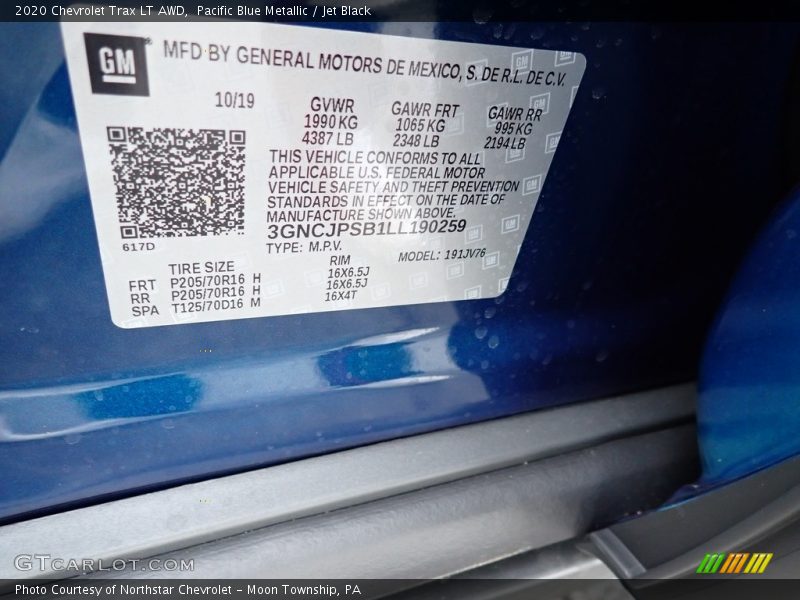 2020 Chevrolet Trax LT AWD, Pacific Blue Metallic / Jet Black
GM
MFD BY GENERAL MOTORS DE MEXICO, S. DE R.L. DE C.V.
10/19
GVWR GAWR FRT GAWR RR
1990 KG 1065 KG 995 KG
4387 LB 2348 LB 2194 LB
THIS VEHICLE CONFORMS TO ALL
APPLICABLE U.S. FEDERAL MOTOR
VEHICLE SAFETY AND THEFT PREVENTION
STANDARDS IN EFFECT ON THE DATE OF
MANUFACTURE SHOWN ABOVE.
617D
3GNCJPSB1LL190259
TYPE: M.P.V. MODEL: 191JV76
TIRE SIZE RIM
FRT P205/70R16 H 16X6.5J
RR P205/70R16 H 16X6.5J
SPA T125/70D16 M 16X4T
GTCARLOT.COM
Photo Courtesy of Northstar Chevrolet - Moon Township, PA